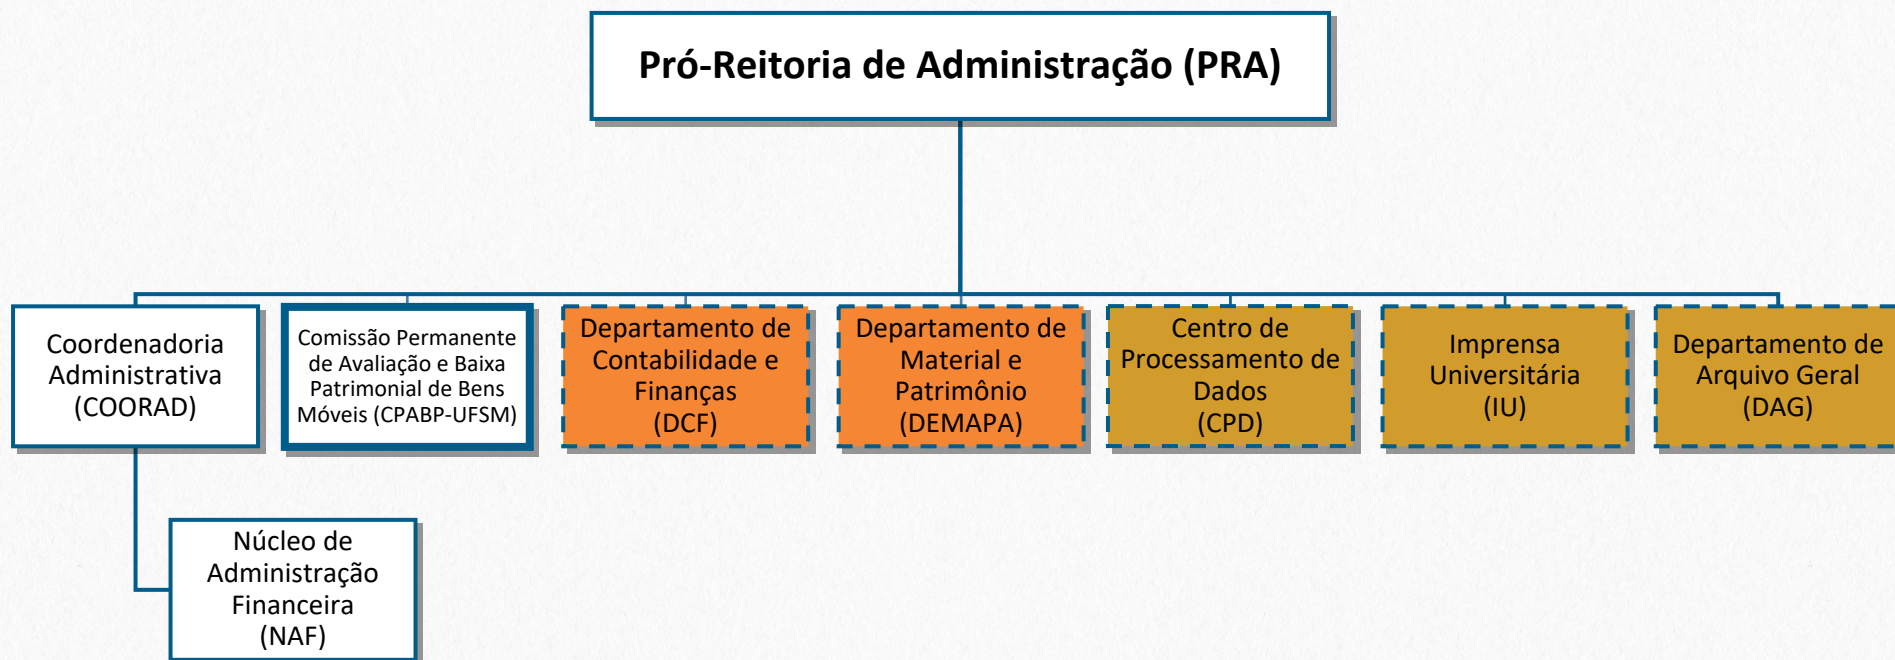 Pró-Reitoria de Administração (PRA)
Coordenadoria
Administrativa
(COORAD)
Comissão Permanente
de Avaliação e Baixa
Patrimonial de Bens
Móveis (CPABP-UFSM)
Departamento de
Contabilidade e
Finanças
(DCF)
Departamento de
Material e
Patrimônio
(DEMAPA)
Centro de
Processamento de
Dados
(CPD)
Imprensa
Universitária
(IU)
Departamento de
Arquivo Geral
(DAG)
Núcleo de
Administração
Financeira
(NAF)